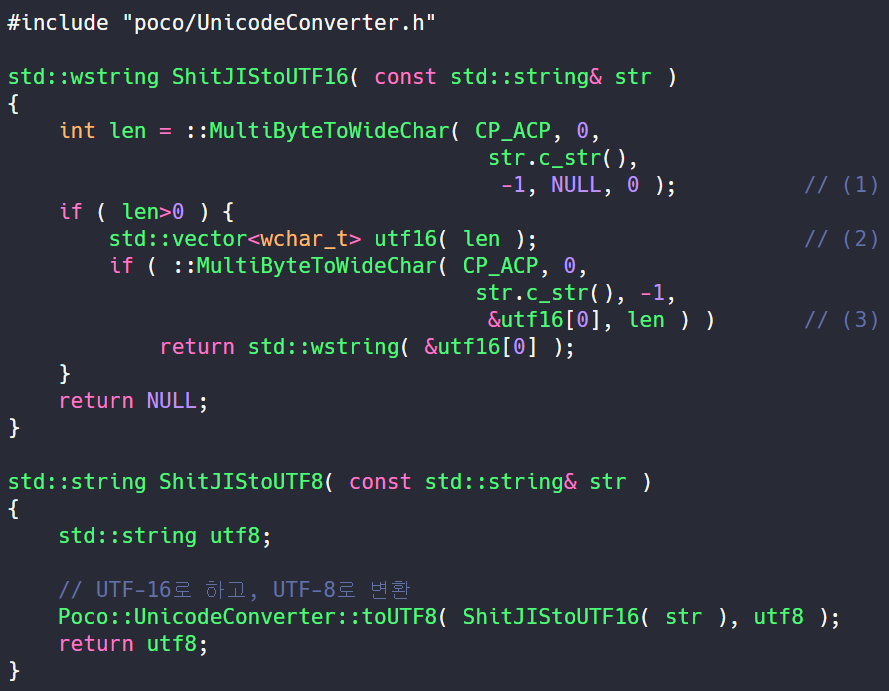 #include "poco/UnicodeConverter.h"

std::wstring ShitJIStoUTF16( const std::string& str )
{
    int len = ::MultiByteToWideChar( CP_ACP, 0,
                                      str.c_str(),
                                       -1, NULL, 0 );          // (1)
    if ( len>0 ) {
        std::vector<wchar_t> utf16( len );                     // (2)
        if ( ::MultiByteToWideChar( CP_ACP, 0,
                                     str.c_str(), -1,
                                      &utf16[0], len ) )       // (3)
            return std::wstring( &utf16[0] );
    }
    return NULL;
}

std::string ShitJIStoUTF8( const std::string& str )
{
    std::string utf8;

    // UTF-16로 하고, UTF-8로 변환
    Poco::UnicodeConverter::toUTF8( ShitJIStoUTF16( str ), utf8 );
    return utf8;
}